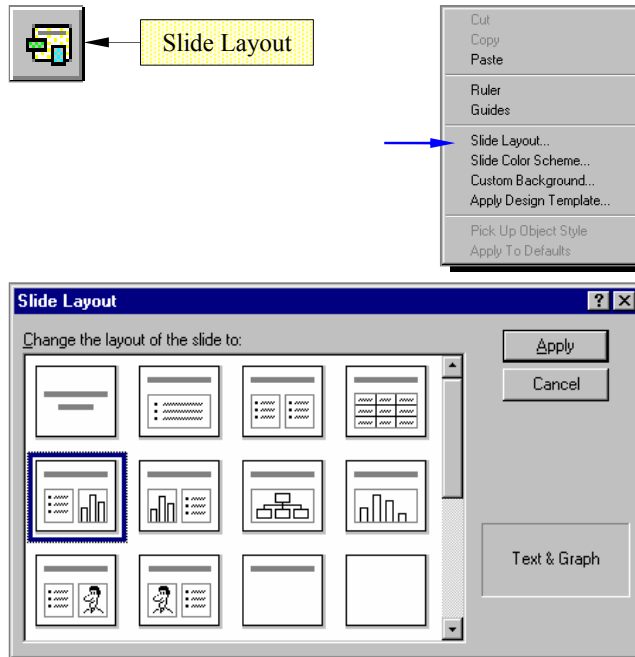 Slide Layout
Cut
Copy
Paste
Ruler
Guides
Slide Layout...
Slide Color Scheme...
Custom Background...
Apply Design Template...
Pick Up Object Style
Apply To Defaults
Slide Layout
Change the layout of the slide to:
Apply
Cancel
Text & Graph